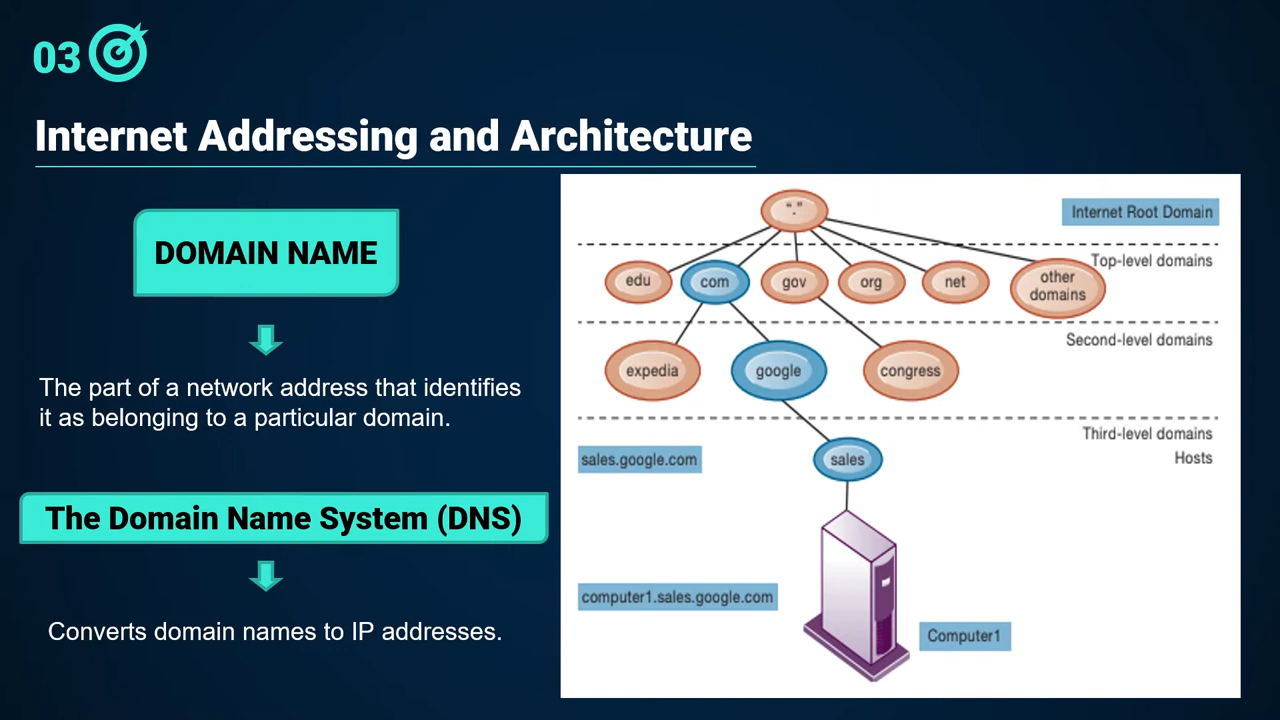 03
Internet Addressing and Architecture
DOMAIN NAME
The part of a network address that identifies
it as belonging to a particular domain.
The Domain Name System (DNS)
Converts domain names to IP addresses.
“.”
Internet Root Domain
Top-level domains
edu
com
gov
org
net
other
domains
Second-level domains
expedia
google
congress
Third-level domains
Hosts
sales.google.com
sales
computer1.sales.google.com
Computer1